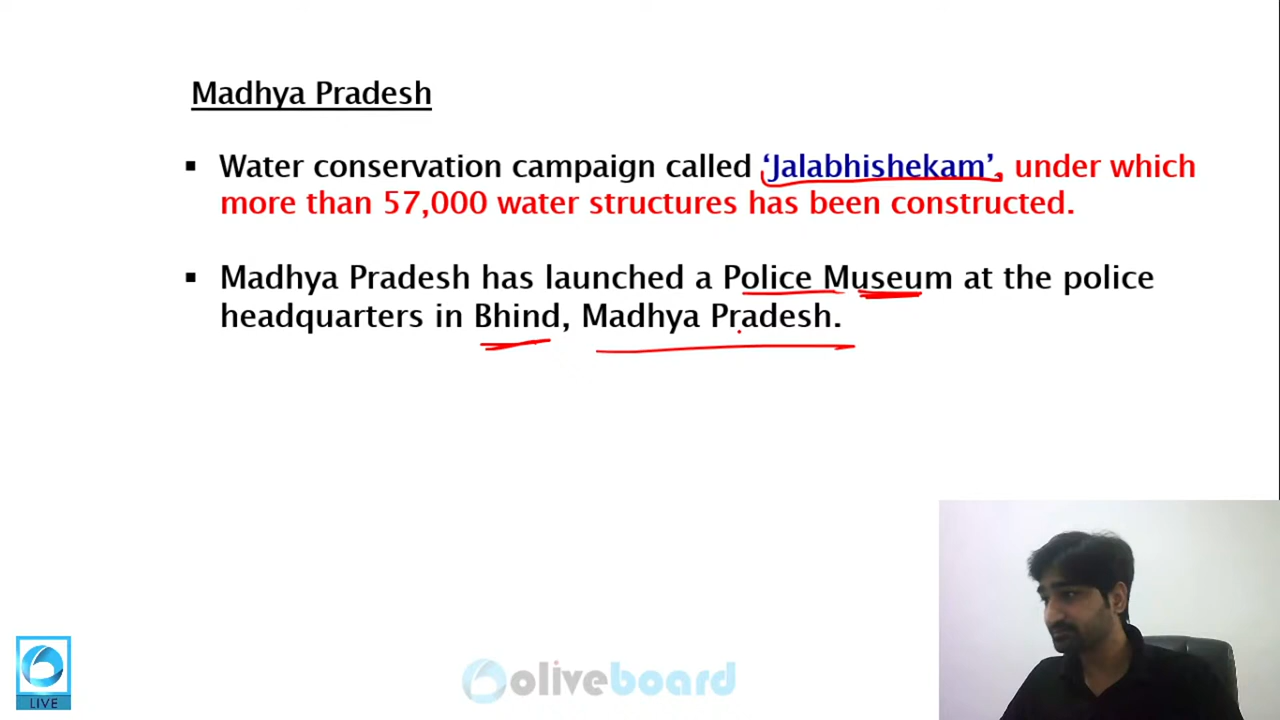 Madhya Pradesh
▪ Water conservation campaign called ‘Jalabhishekam’, under which
more than 57,000 water structures has been constructed.
▪ Madhya Pradesh has launched a Police Museum at the police
headquarters in Bhind, Madhya Pradesh.
LIVE
oliveboard